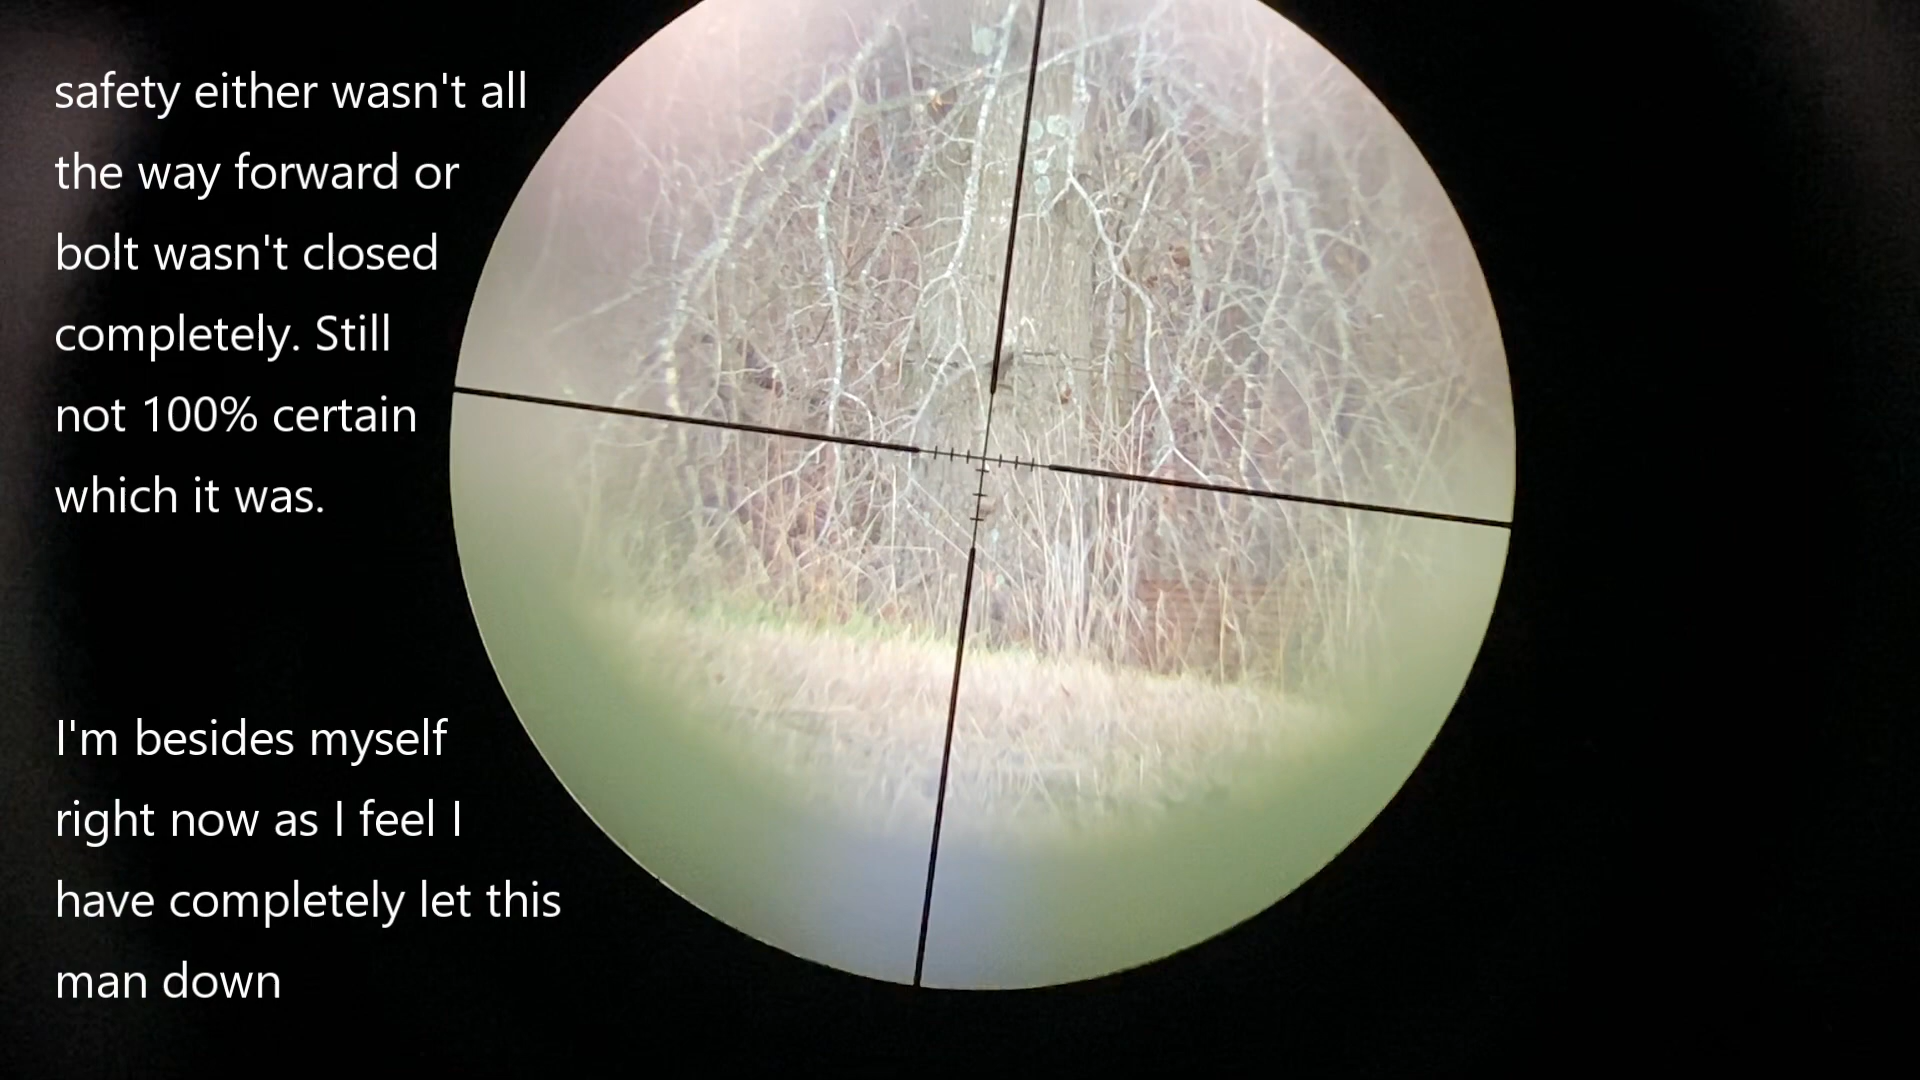 safety either wasn't all
the way forward or
bolt wasn't closed
completely. Still
not 100% certain
which it was.
I'm besides myself
right now as I feel I
have completely let this
man down